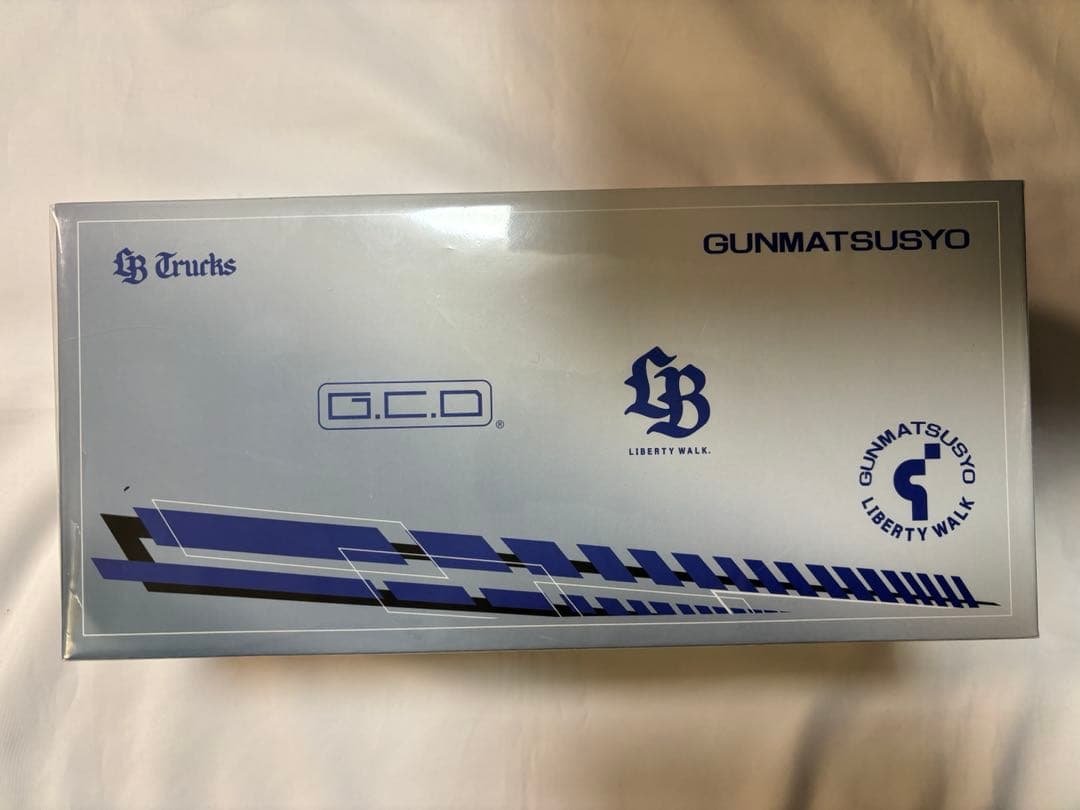 LB Trucks
GUNMATSUSYO
G.C.D®
LB
LIBERTY WALK.
GUNMATSUSYO
LIBERTY WALK